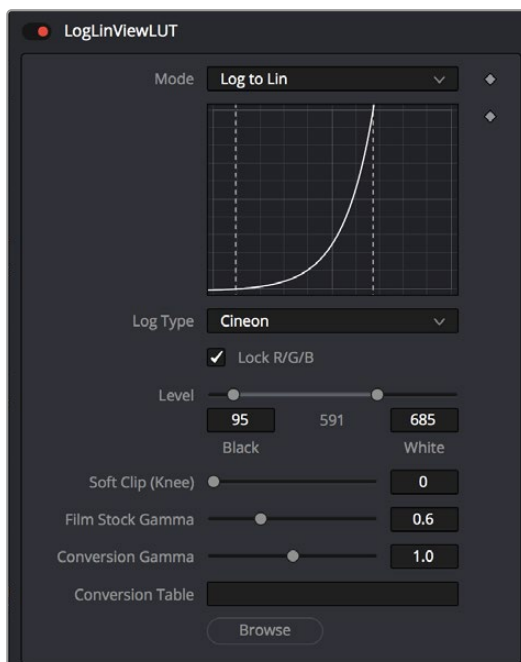 LogLinViewLUT
Mode Log to Lin
Log Type Cineon
Lock R/G/B
Level
95 591 685
Black White
Soft Clip (Knee) 0
Film Stock Gamma 0.6
Conversion Gamma 1.0
Conversion Table
Browse